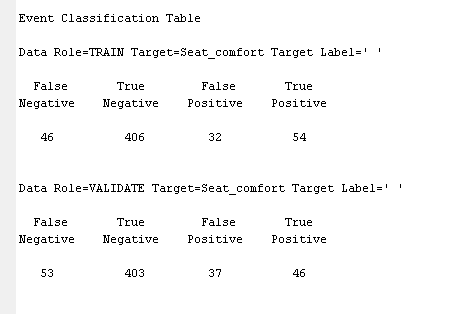 Event Classification Table
Data Role=TRAIN Target=Seat_comfort Target Label=' '
False True False True
Negative Negative Positive Positive
46 406 32 54
Data Role=VALIDATE Target=Seat_comfort Target Label=' '
False True False True
Negative Negative Positive Positive
53 403 37 46